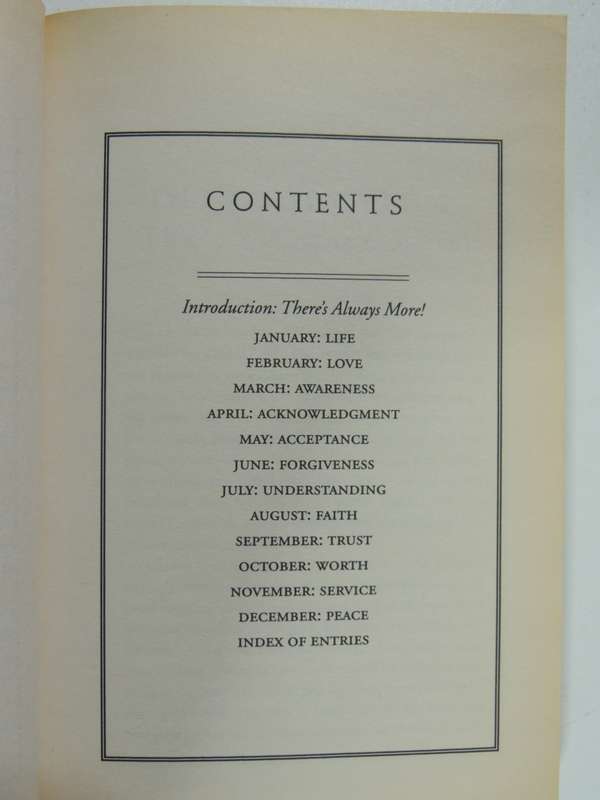 CONTENTS
Introduction: There's Always More!
JANUARY: LIFE
FEBRUARY: LOVE
MARCH: AWARENESS
APRIL: ACKNOWLEDGMENT
MAY: ACCEPTANCE
JUNE: FORGIVENESS
JULY: UNDERSTANDING
AUGUST: FAITH
SEPTEMBER: TRUST
OCTOBER: WORTH
NOVEMBER: SERVICE
DECEMBER: PEACE
INDEX OF ENTRIES